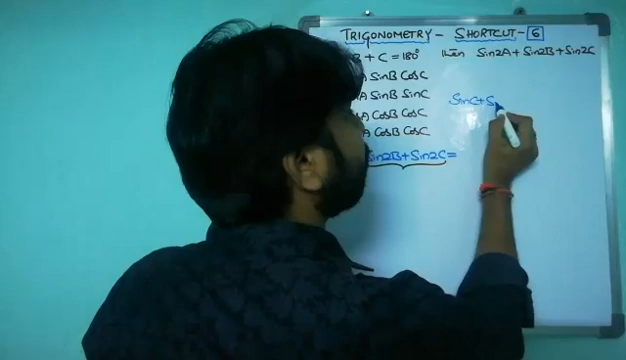 TRIGONOMETRY - SHORTCUT - 6
B + C = 180° then Sin2A + Sin2B + Sin2C
A SinB CosC
A SinB SinC
A CosB CosC
A CosB CosC
Sin2B + Sin2C =
SinC + S